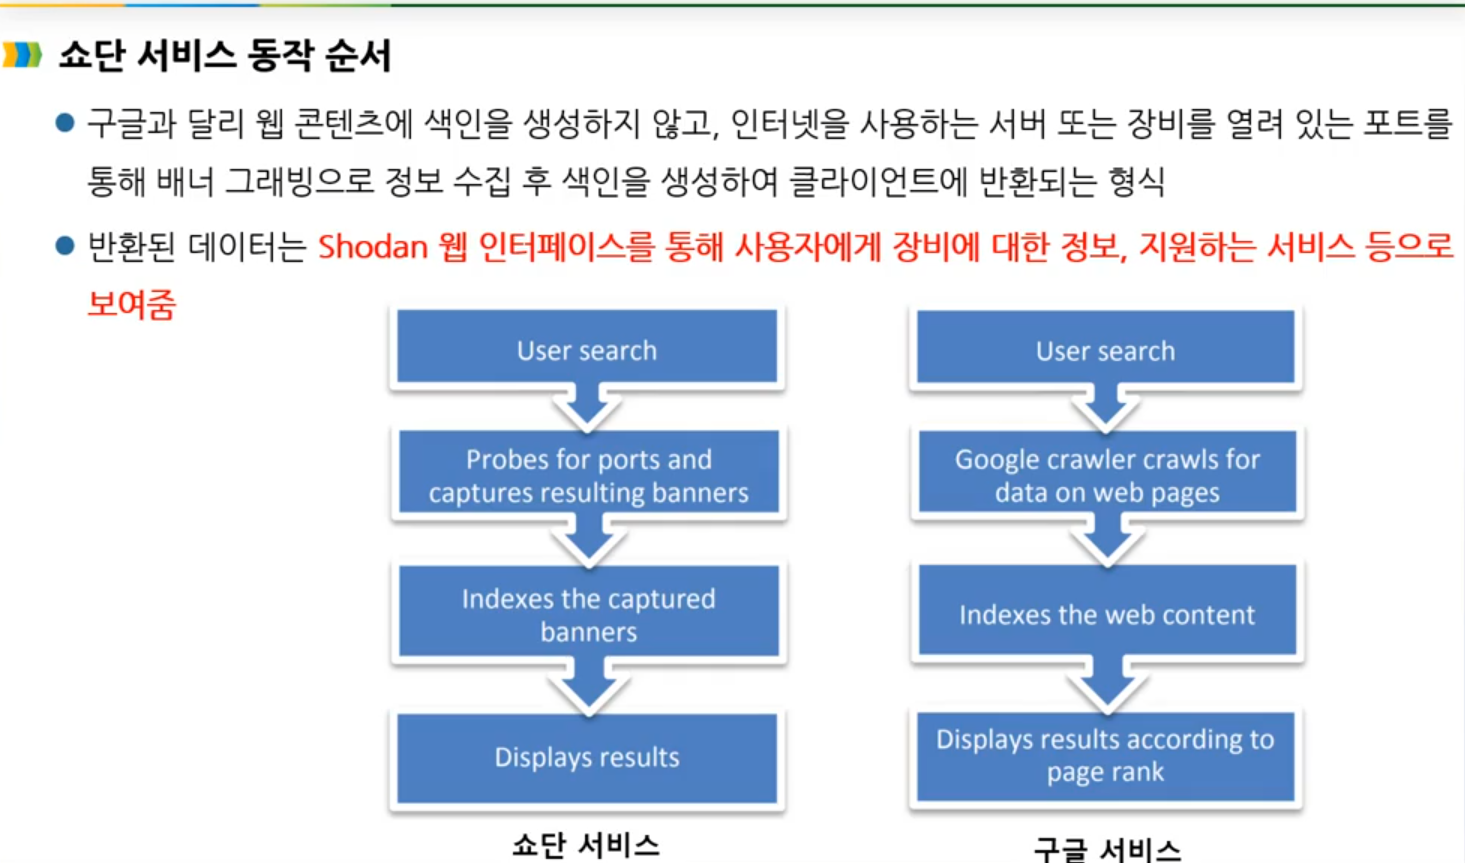 쇼단 서비스 동작 순서
구글과 달리 웹 콘텐츠에 색인을 생성하지 않고, 인터넷을 사용하는 서버 또는 장비를 열려 있는 포트를
통해 배너 그래빙으로 정보 수집 후 색인을 생성하여 클라이언트에 반환되는 형식
반환된 데이터는 Shodan 웹 인터페이스를 통해 사용자에게 장비에 대한 정보, 지원하는 서비스 등으로
보여줌
User search
Probes for ports and
captures resulting banners
Indexes the captured
banners
Displays results
쇼단 서비스
User search
Google crawler crawls for
data on web pages
Indexes the web content
Displays results according to
page rank
구글 서비스